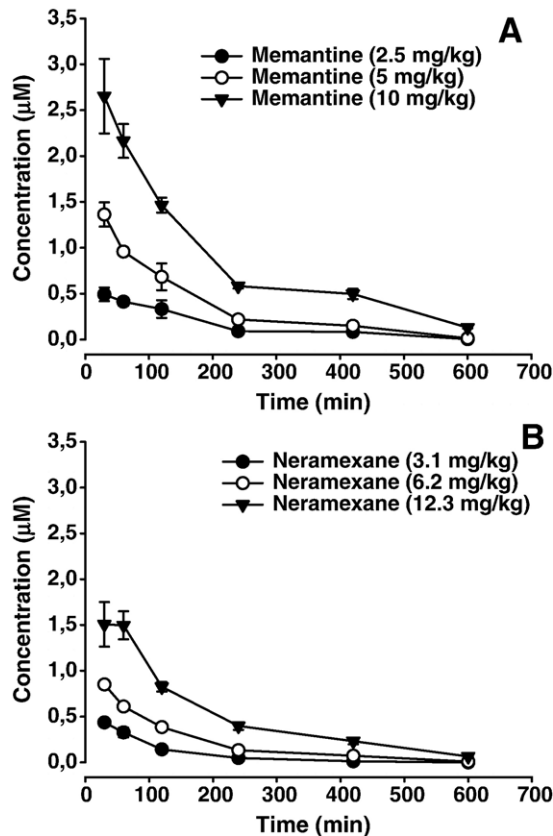 A
3,5
3,0
2,5
2,0
1,5
1,0
0,5
0,0
Concentration (µM)
Memantine (2.5 mg/kg)
Memantine (5 mg/kg)
Memantine (10 mg/kg)
0 100 200 300 400 500 600 700
Time (min)
B
3,5
3,0
2,5
2,0
1,5
1,0
0,5
0,0
Concentration (µM)
Neramexane (3.1 mg/kg)
Neramexane (6.2 mg/kg)
Neramexane (12.3 mg/kg)
0 100 200 300 400 500 600 700
Time (min)